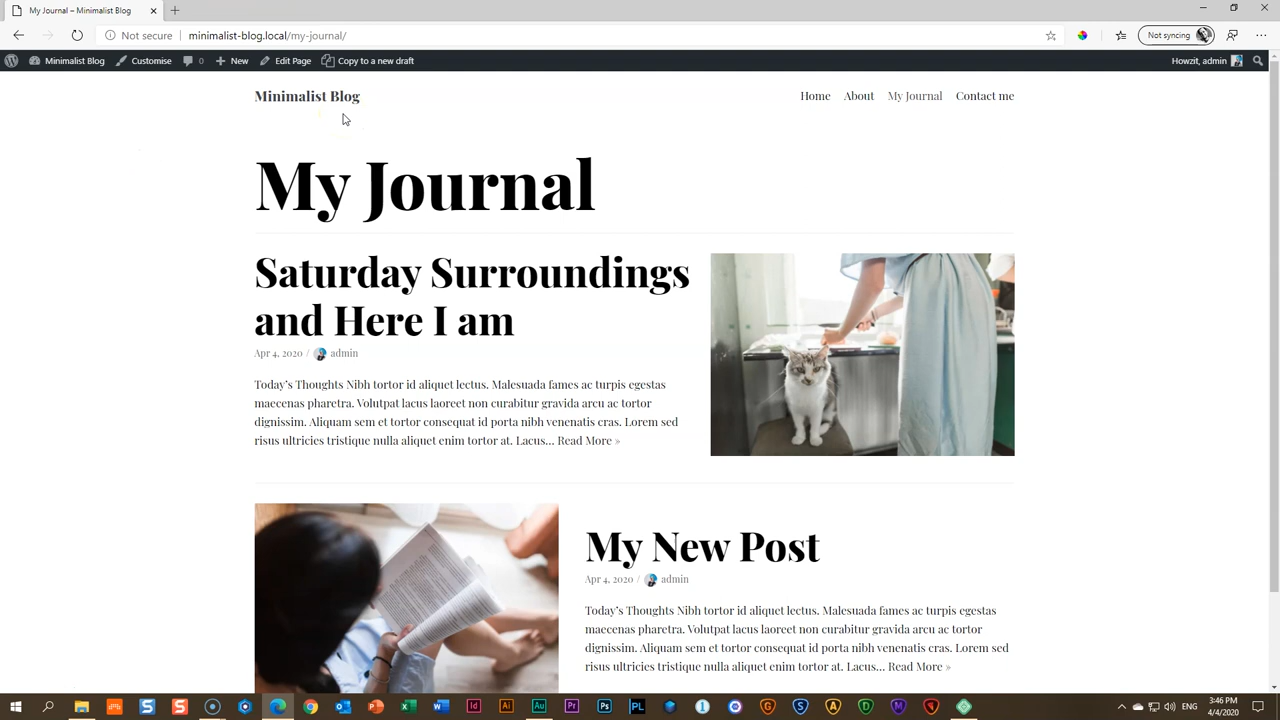 My Journal – Minimalist Blog
Not secure
minimalist-blog.local/my-journal/
Not syncing
Minimalist Blog Customise 0 New Edit Page Copy to a new draft Howzit, admin
Minimalist Blog Home About My Journal Contact me
My Journal
Saturday Surroundings
and Here I am
Apr 4, 2020 / admin
Today's Thoughts Nibh tortor id aliquet lectus. Malesuada fames ac turpis egestas
maecenas pharetra. Volutpat lacus laoreet non curabitur gravida arcu ac tortor
dignissim. Aliquam sem et tortor consequat id porta nibh venenatis cras. Lorem sed
risus ultricies tristique nulla aliquet enim tortor at. Lacus… Read More »
My New Post
Apr 4, 2020 / admin
Today's Thoughts Nibh tortor id aliquet lectus. Malesuada fames ac turpis egestas
maecenas pharetra. Volutpat lacus laoreet non curabitur gravida arcu ac tortor
dignissim. Aliquam sem et tortor consequat id porta nibh venenatis cras. Lorem sed
risus ultricies tristique nulla aliquet enim tortor at. Lacus… Read More »
ENG
3:46 PM
4/4/2020